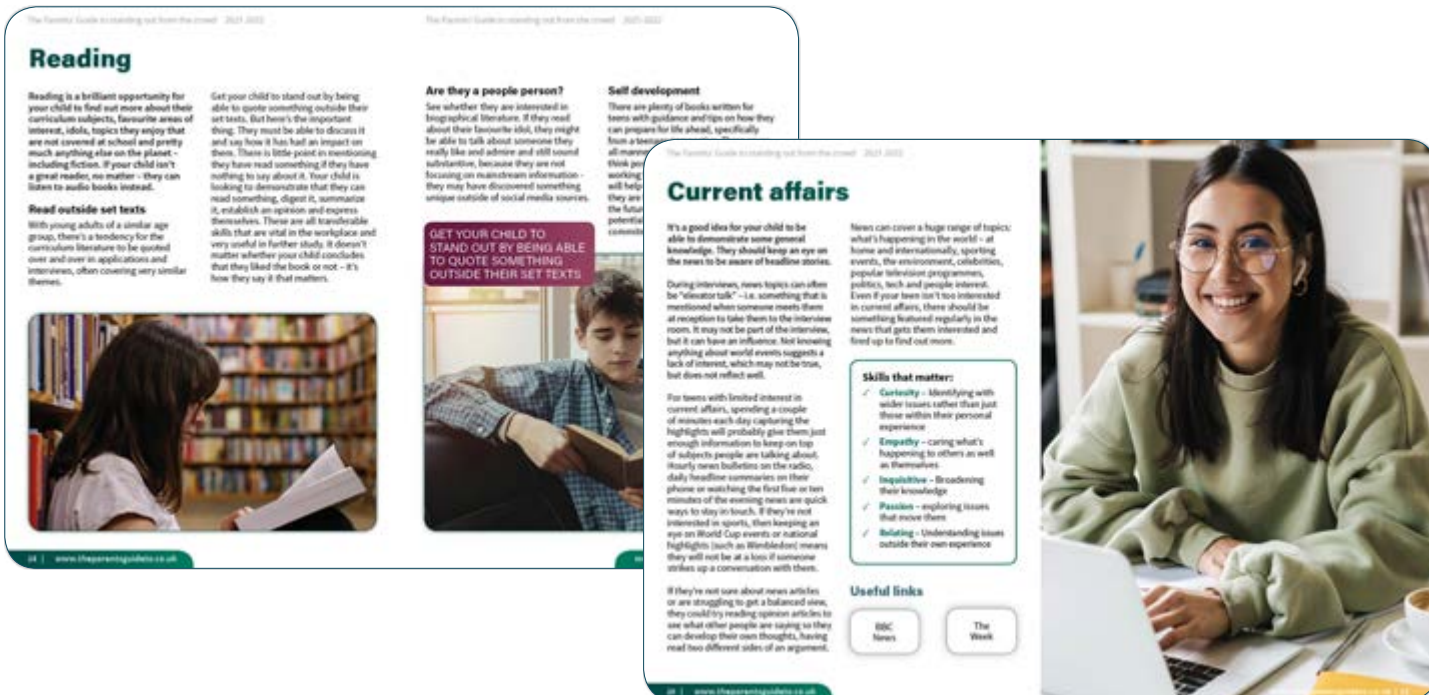 The Parents' Guide to standing out from the crowd 2021-2022
Reading
Reading is a brilliant opportunity for
your child to find out more about their
curriculum subjects, favourite areas of
interest, idols, topics they enjoy that
are not covered at school and pretty
much anything else on the planet –
including fiction. If your child isn't
a great reader, no matter – they can
listen to audio books instead.
Read outside set texts
With young adults of a similar age
group, there's a tendency for the
curriculum literature to be quoted
over and over in applications and
interviews, often covering very similar
themes.
Get your child to stand out by being
able to quote something outside their
set texts. But here's the important
thing. They must be able to discuss it
and say how it has had an impact on
them. There is little point in mentioning
they have read something if they have
nothing to say about it. Your child is
looking to demonstrate that they can
read something, digest it, summarize
it, establish an opinion and express
themselves. These are all transferable
skills that are vital in the workplace and
very useful in further study. It doesn't
matter whether your child concludes
that they liked the book or not – it's
how they say it that matters.
www.theparentsguideto.co.uk
The Parents' Guide to standing out from the crowd 2021-2022
Are they a people person?
See whether they are interested in
biographical literature. If they read
about their favourite idol, they might
be able to talk about someone they
really like and admire and still sound
substantive, because they are not
focusing on mainstream information -
they may have discovered something
unique outside of social media sources.
GET YOUR CHILD TO
STAND OUT BY BEING ABLE
TO QUOTE SOMETHING
OUTSIDE THEIR SET TEXTS
Self development
There are plenty of books written for
teens with guidance and tips on how they
can prepare for life ahead, specifically
from a
all manner
think
working
will help
they are
the future
potential
The Parents' Guide to standing out from the crowd 2021-2022
Current affairs
It's a good idea for your child to be
able to demonstrate some general
knowledge. They should keep an eye on
the news to be aware of headline stories.
During interviews, news topics can often
be "elevator talk" – i.e. something that is
mentioned when someone meets them
at reception to take them to the interview
room. It may not be part of the interview,
but it can have an influence. Not knowing
anything about world events suggests a
lack of interest, which may not be true,
but does not reflect well.
For teens with limited interest in
current affairs, spending a couple
of minutes each day capturing the
highlights will probably give them just
enough information to keep on top
of subjects people are talking about.
Hourly news bulletins on the radio,
daily headline summaries on their
phone or watching the first five or ten
minutes of the evening news are quick
ways to stay in touch. If they're not
interested in sports, then keeping an
eye on World Cup events or national
highlights (such as Wimbledon) means
they will not be at a loss if someone
strikes up a conversation with them.
If they're not sure about news articles
or are struggling to get a balanced view,
they could try reading opinion articles to
see what other people are saying so they
can develop their own thoughts, having
read two different sides of an argument.
News can cover a huge range of topics:
what's happening in the world – at
home and internationally, sporting
events, the environment, celebrities,
popular television programmes,
politics, tech and people interest.
Even if your teen isn't too interested
in current affairs, there should be
something featured regularly in the
news that gets them interested and
fired up to find out more.
Skills that matter:
✓ Curiosity – Identifying with
wider issues rather than just
those within their personal
experience
✓ Empathy – caring what's
happening to others as well
as themselves
✓ Inquisitive – Broadening
their knowledge
✓ Passion – exploring issues
that move them
✓ Relating – Understanding issues
outside their own experience
Useful links
BBC
News
The
Week
www.theparentsguideto.co.uk